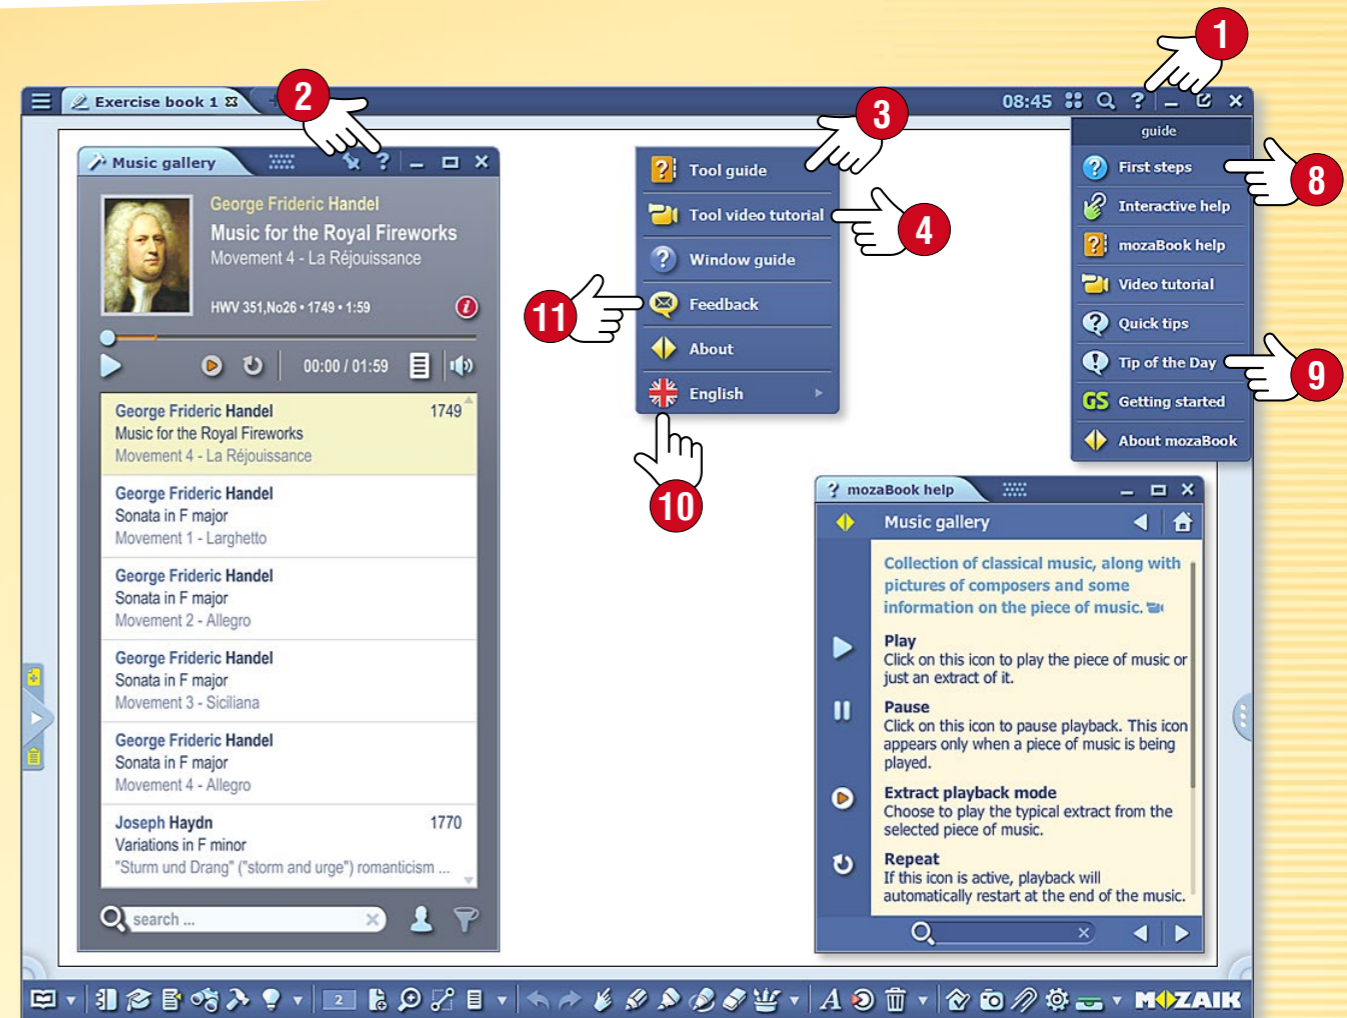 1
2
Exercise book 1
08:45
3
guide
Music gallery
Tool guide
First steps
8
George Frideric Handel
Music for the Royal Fireworks
Movement 4 - La Réjouissance
HWV 351,No26 • 1749 • 1:59
Tool video tutorial
4
Interactive help
Window guide
mozaBook help
11
Feedback
Video tutorial
Quick tips
About
Tip of the Day
9
00:00 / 01:59
English
GS Getting started
10
About mozaBook
George Frideric Handel 1749
Music for the Royal Fireworks
Movement 4 - La Réjouissance
George Frideric Handel
Sonata in F major
Movement 1 - Larghetto
George Frideric Handel
Sonata in F major
Movement 2 - Allegro
George Frideric Handel
Sonata in F major
Movement 3 - Siciliana
George Frideric Handel
Sonata in F major
Movement 4 - Allegro
Joseph Haydn 1770
Variations in F minor
"Sturm und Drang" ("storm and urge") romanticism ...
search ...
? mozaBook help
Music gallery
Collection of classical music, along with
pictures of composers and some
information on the piece of music.
Play
Click on this icon to play the piece of music or
just an extract of it.
Pause
Click on this icon to pause playback. This icon
appears only when a piece of music is being
played.
Extract playback mode
Choose to play the typical extract from the
selected piece of music.
Repeat
If this icon is active, playback will
automatically restart at the end of the music.
2
A
MOZAIK